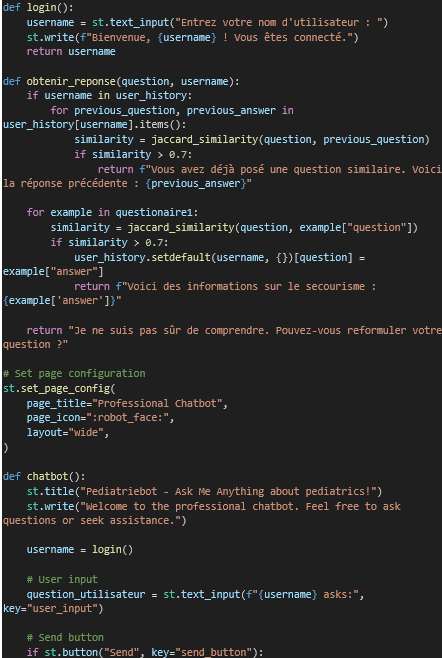 def login():
    username = st.text_input("Entrez votre nom d'utilisateur : ")
    st.write(f"Bienvenue, {username} ! Vous êtes connecté.")
    return username

def obtenir_reponse(question, username):
    if username in user_history:
        for previous_question, previous_answer in
user_history[username].items():
            similarity = jaccard_similarity(question, previous_question)
            if similarity > 0.7:
                return f"Vous avez déjà posé une question similaire. Voici
la réponse précédente : {previous_answer}"

    for example in questionaire1:
        similarity = jaccard_similarity(question, example["question"])
        if similarity > 0.7:
            user_history.setdefault(username, {})[question] =
example["answer"]
            return f"Voici des informations sur le secourisme :
{example['answer']}"

    return "Je ne suis pas sûr de comprendre. Pouvez-vous reformuler votre
question ?"

# Set page configuration
st.set_page_config(
    page_title="Professional Chatbot",
    page_icon=":robot_face:",
    layout="wide",
)

def chatbot():
    st.title("Pediatriebot - Ask Me Anything about pediatrics!")
    st.write("Welcome to the professional chatbot. Feel free to ask
questions or seek assistance.")

    username = login()

    # User input
    question_utilisateur = st.text_input(f"{username} asks:",
key="user_input")

    # Send button
    if st.button("Send", key="send_button"):